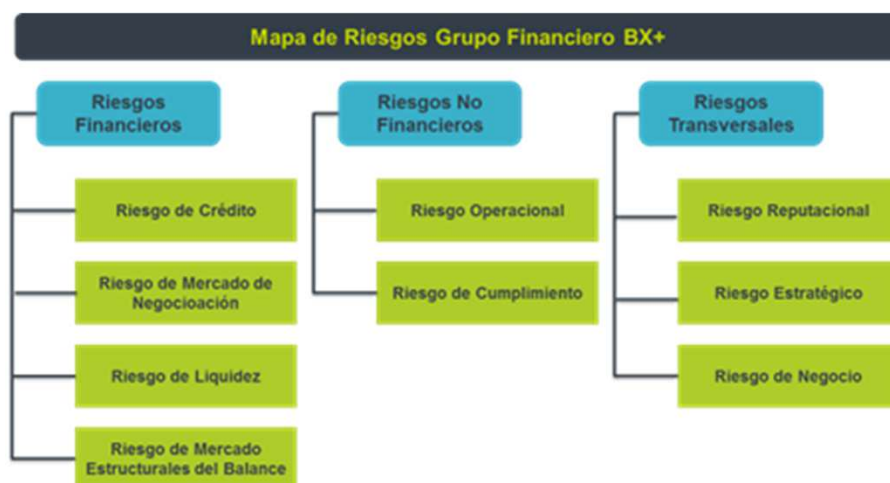 Mapa de Riesgos Grupo Financiero BX+
Riesgos
Financieros
Riesgo de Crédito
Riesgo de Mercado de
Negocioación
Riesgo de Liquidez
Riesgo de Mercado
Estructurales del Balance
Riesgos No
Financieros
Riesgo Operacional
Riesgo de Cumplimiento
Riesgos
Transversales
Riesgo Reputacional
Riesgo Estratégico
Riesgo de Negocio